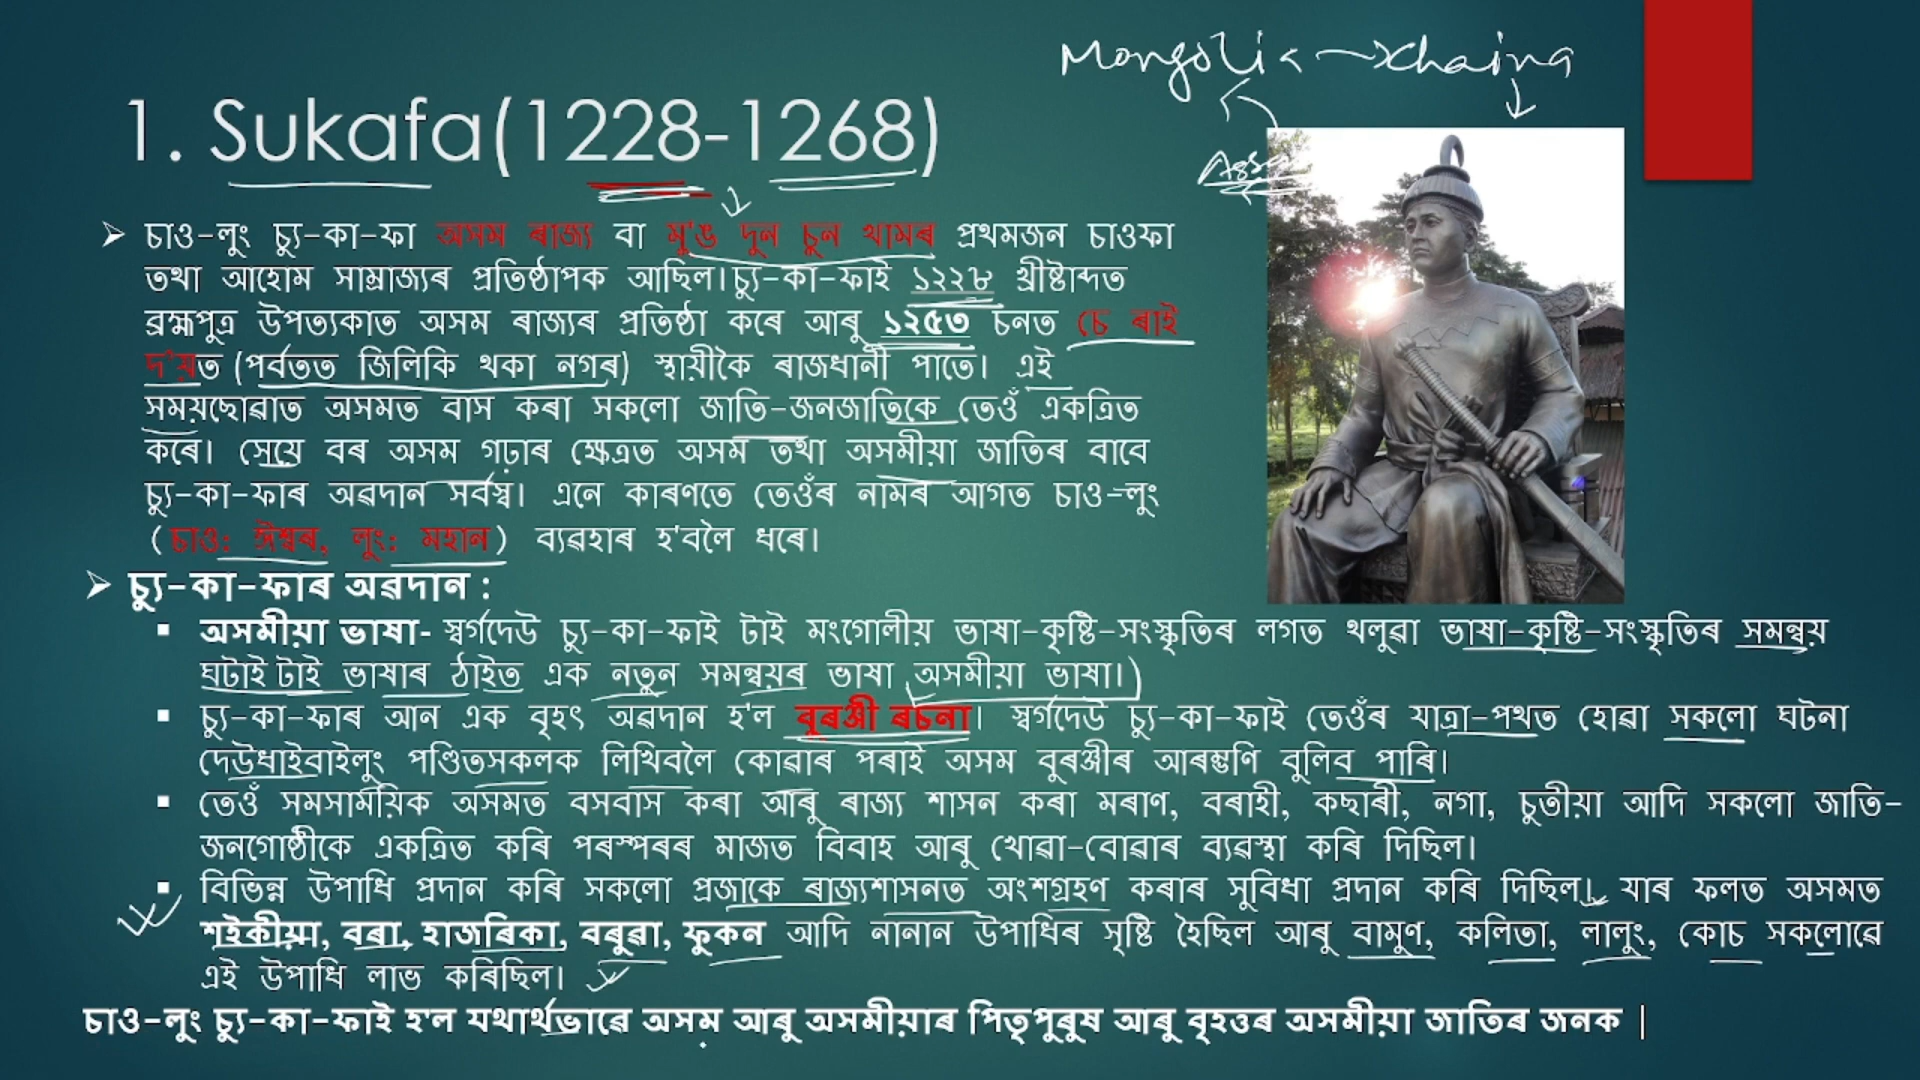 Mongolia
Xhaina
1. Sukafa(1228-1268)
➢ চাও-লুং চ্যু-কা-ফা অসম ৰাজ্য বা মু'ঙ দুন চুন খামৰ প্ৰথমজন চাওফা
তথা আহোম সাম্ৰাজ্যৰ প্ৰতিষ্ঠাপক আছিল।চ্যু-কা-ফাই ১২২৮ খ্ৰীষ্টাব্দত
ব্ৰহ্মপুত্ৰ উপত্যকাত অসম ৰাজ্যৰ প্ৰতিষ্ঠা কৰে আৰু ১২৫৩ চনত চে ৰাই
দ'য়ত (পৰ্বতত জিলিকি থকা নগৰ) স্থায়ীকৈ ৰাজধানী পাতে। এই
সময়ছোৱাত অসমত বাস কৰা সকলো জাতি-জনজাতিকে তেওঁ একত্ৰিত
কৰে। সেয়ে বৰ অসম গঢ়াৰ ক্ষেত্ৰত অসম তথা অসমীয়া জাতিৰ বাবে
চ্যু-কা-ফাৰ অৱদান সৰ্বস্ব। এনে কাৰণতে তেওঁৰ নামৰ আগত চাও-লুং
(চাও: ঈশ্বৰ, লুং: মহান) ব্যৱহাৰ হ'বলৈ ধৰে।
➢ চ্যু-কা-ফাৰ অৱদান :
▪ অসমীয়া ভাষা- স্বৰ্গদেউ চ্যু-কা-ফাই টাই মংগোলীয় ভাষা-কৃষ্টি-সংস্কৃতিৰ লগত থলুৱা ভাষা-কৃষ্টি-সংস্কৃতিৰ সমন্বয়
ঘটাই টাই ভাষাৰ ঠাইত এক নতুন সমন্বয়ৰ ভাষা অসমীয়া ভাষা।)
▪ চ্যু-কা-ফাৰ আন এক বৃহৎ অৱদান হ'ল বুৰঞ্জী ৰচনা। স্বৰ্গদেউ চ্যু-কা-ফাই তেওঁৰ যাত্ৰা-পথত হোৱা সকলো ঘটনা
দেউধাইবাইলুং পণ্ডিতসকলক লিখিবলৈ কোৱাৰ পৰাই অসম বুৰঞ্জীৰ আৰম্ভণি বুলিব পাৰি।
▪ তেওঁ সমসাময়িক অসমত বসবাস কৰা আৰু ৰাজ্য শাসন কৰা মৰাণ, বৰাহী, কছাৰী, নগা, চুতীয়া আদি সকলো জাতি-
জনগোষ্ঠীকে একত্ৰিত কৰি পৰস্পৰৰ মাজত বিবাহ আৰু খোৱা-বোৱাৰ ব্যৱস্থা কৰি দিছিল।
▪ বিভিন্ন উপাধি প্ৰদান কৰি সকলো প্ৰজাকে ৰাজ্যশাসনত অংশগ্ৰহণ কৰাৰ সুবিধা প্ৰদান কৰি দিছিল। যাৰ ফলত অসমত
শইকীয়া, বৰা, হাজৰিকা, বৰুৱা, ফুকন আদি নানান উপাধিৰ সৃষ্টি হৈছিল আৰু বামুণ, কলিতা, লালুং, কোচ সকলোৱে
এই উপাধি লাভ কৰিছিল।
চাও-লুং চ্যু-কা-ফাই হ'ল যথাৰ্থভাৱে অসম আৰু অসমীয়াৰ পিতৃপুৰুষ আৰু বৃহত্তৰ অসমীয়া জাতিৰ জনক |